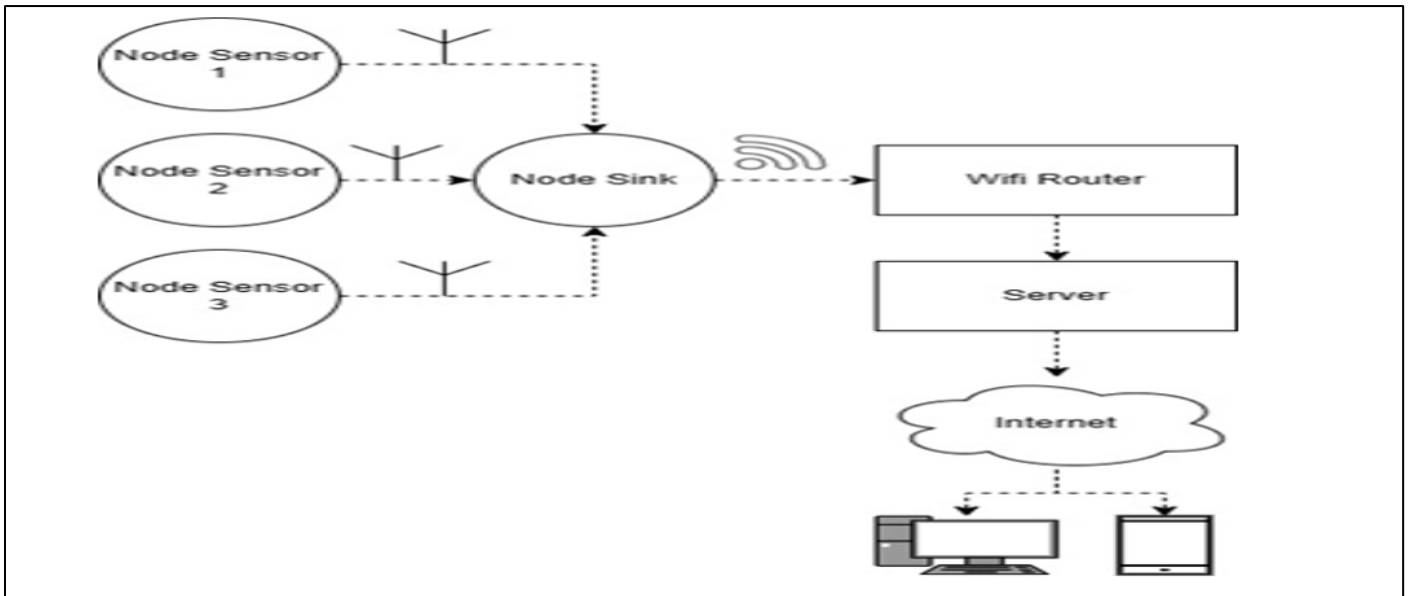 Node Sensor
1
Node Sensor
2
Node Sink
Wifi Router
Node Sensor
3
Server
Internet